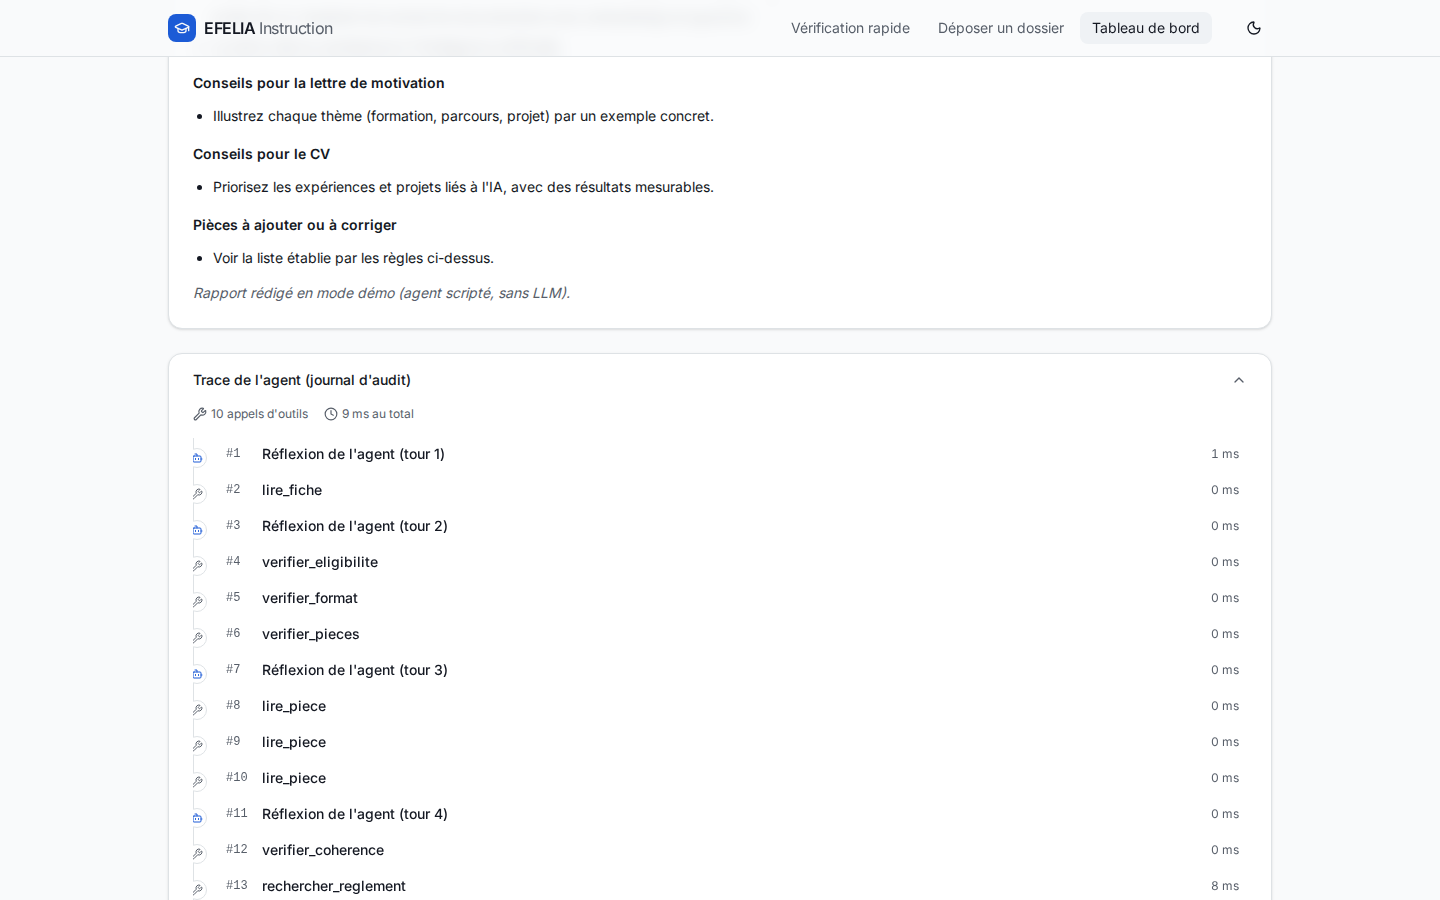 EFELIA Instruction
Vérification rapide
Déposer un dossier
Tableau de bord
Conseils pour la lettre de motivation
• Illustrez chaque thème (formation, parcours, projet) par un exemple concret.
Conseils pour le CV
• Priorisez les expériences et projets liés à l'IA, avec des résultats mesurables.
Pièces à ajouter ou à corriger
• Voir la liste établie par les règles ci-dessus.
Rapport rédigé en mode démo (agent scripté, sans LLM).
Trace de l'agent (journal d'audit)
10 appels d'outils 9 ms au total
#1 Réflexion de l'agent (tour 1) 1 ms
#2 lire_fiche 0 ms
#3 Réflexion de l'agent (tour 2) 0 ms
#4 verifier_eligibilite 0 ms
#5 verifier_format 0 ms
#6 verifier_pieces 0 ms
#7 Réflexion de l'agent (tour 3) 0 ms
#8 lire_piece 0 ms
#9 lire_piece 0 ms
#10 lire_piece 0 ms
#11 Réflexion de l'agent (tour 4) 0 ms
#12 verifier_coherence 0 ms
#13 rechercher_reglement 8 ms